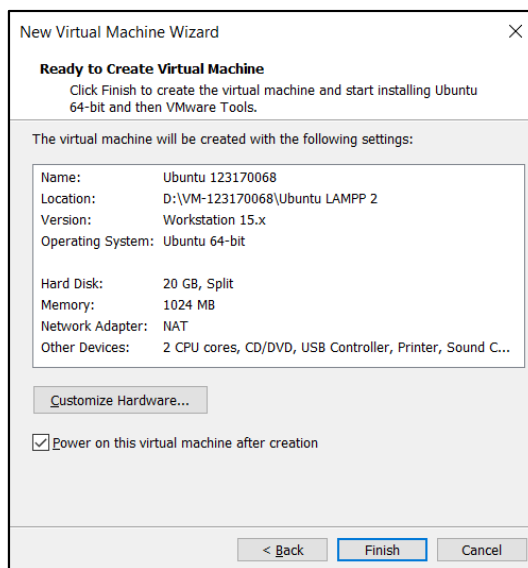 New Virtual Machine Wizard
Ready to Create Virtual Machine
Click Finish to create the virtual machine and start installing Ubuntu
64-bit and then VMware Tools.
The virtual machine will be created with the following settings:
Name: Ubuntu 123170068
Location: D:\VM-123170068\Ubuntu LAMPP 2
Version: Workstation 15.x
Operating System: Ubuntu 64-bit
Hard Disk: 20 GB, Split
Memory: 1024 MB
Network Adapter: NAT
Other Devices: 2 CPU cores, CD/DVD, USB Controller, Printer, Sound C...
Customize Hardware...
Power on this virtual machine after creation
< Back Finish Cancel